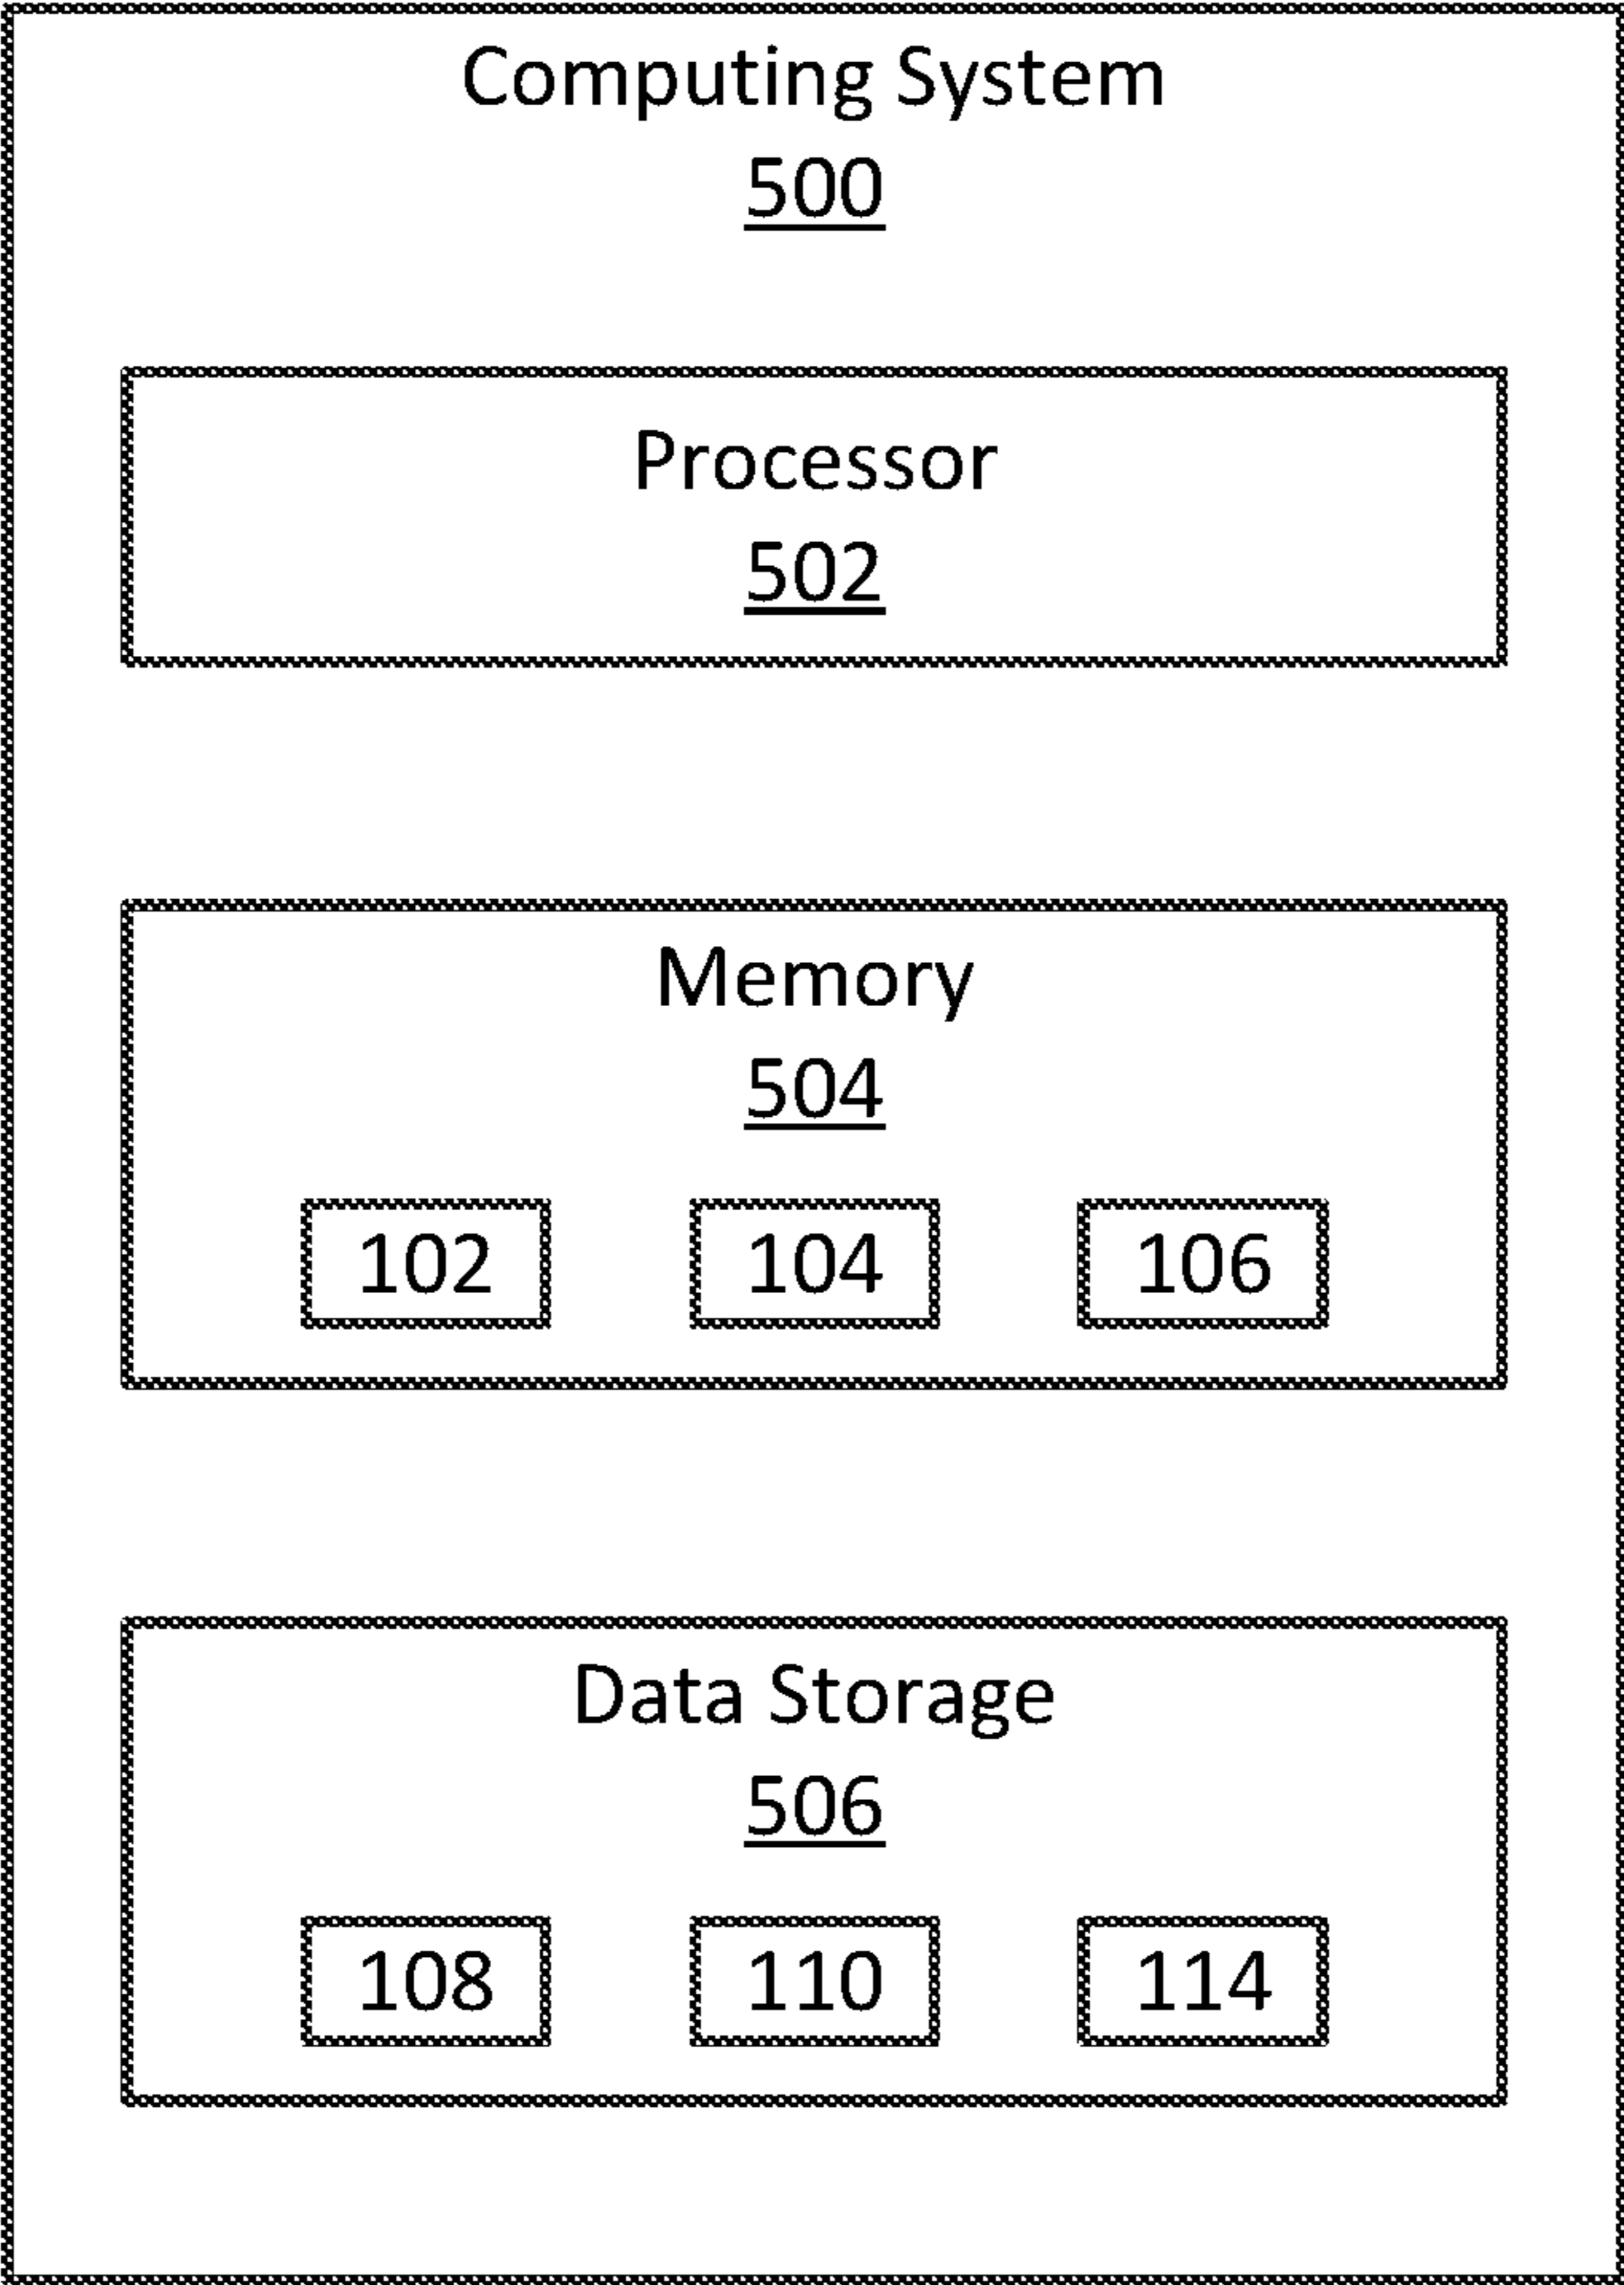 Computing System
500
Processor
502
Memory
504
102 104 106
Data Storage
506
108 110 114